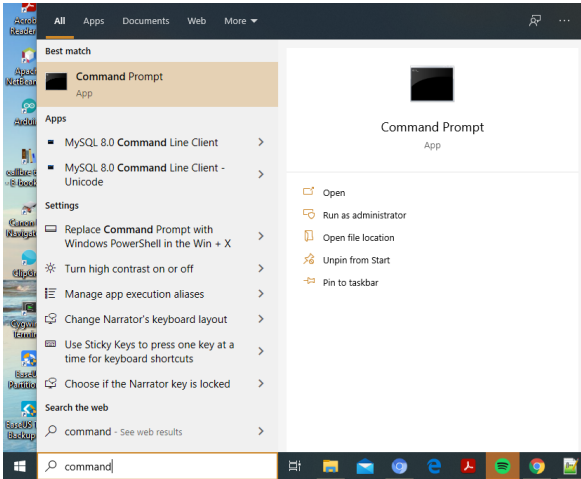 All Apps Documents Web More
Best match
Command Prompt
App
Apps
MySQL 8.0 Command Line Client
MySQL 8.0 Command Line Client -
Unicode
Settings
Replace Command Prompt with
Windows PowerShell in the Win + X
Turn high contrast on or off
Manage app execution aliases
Change Narrator's keyboard layout
Use Sticky Keys to press one key at a
time for keyboard shortcuts
Choose if the Narrator key is locked
Search the web
command - See web results
command
Command Prompt
App
Open
Run as administrator
Open file location
Unpin from Start
Pin to taskbar